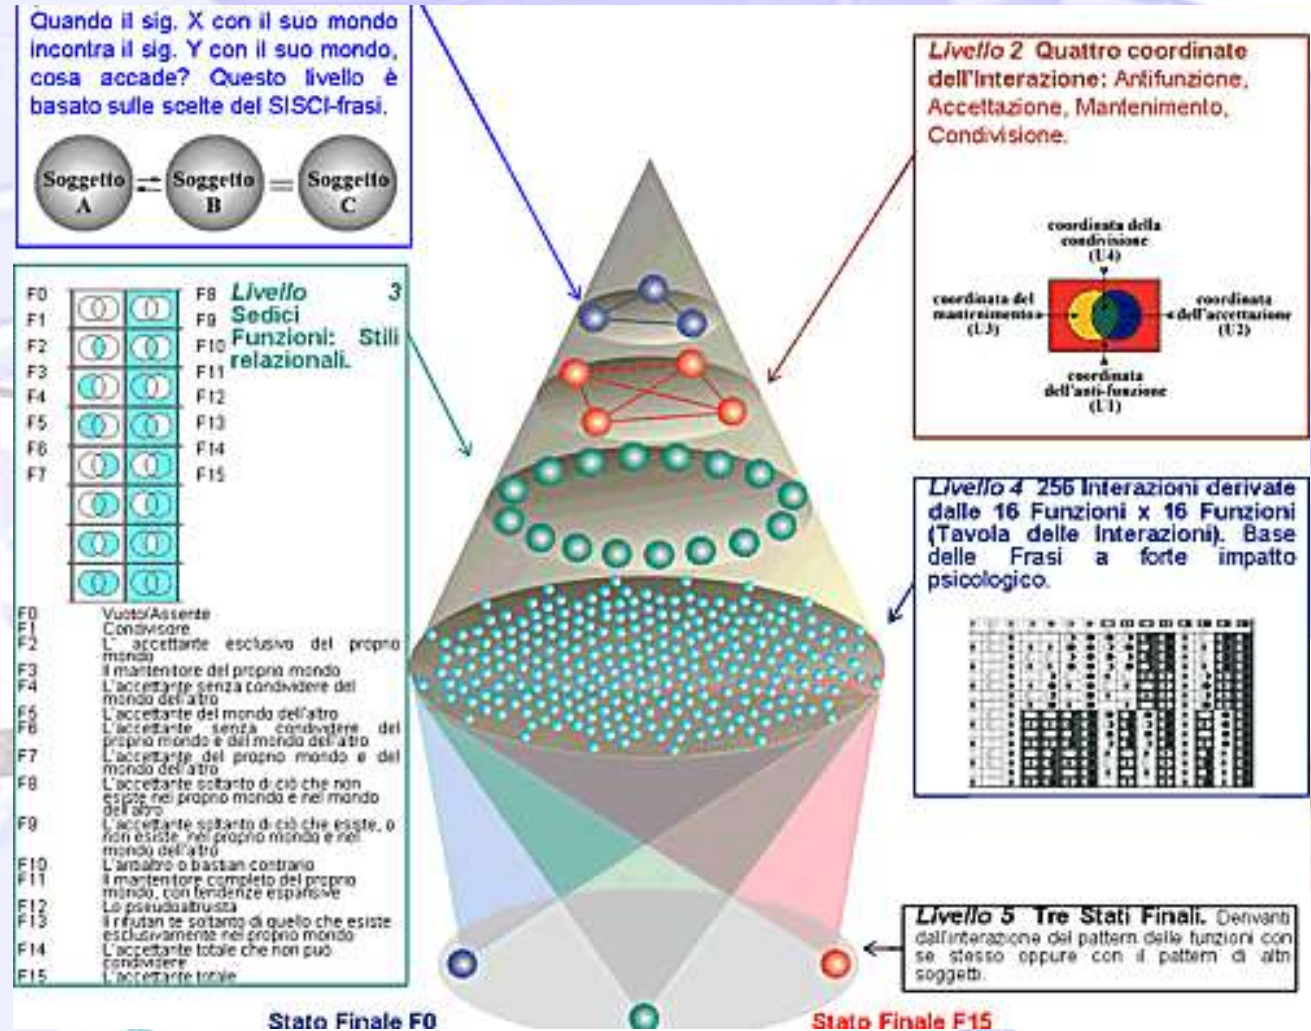 Quando il sig. X con il suo mondo
incontra il sig. Y con il suo mondo,
cosa accade? Questo livello è
basato sulle scelte del SISCI-frasi.
Soggetto A
Soggetto B
Soggetto C
Livello 2 Quattro coordinate
dell'Interazione: Antifunzione,
Accettazione, Mantenimento,
Condivisione.
coordinata della
condivisione
(U4)
coordinata del
mantenimento
(U3)
coordinata
dell'accettazione
(U2)
coordinata
dell'anti-funzione
(U1)
F0
F1
F2
F3
F4
F5
F6
F7
F8
F9
F10
F11
F12
F13
F14
F15
Livello 3
Sedici
Funzioni: Stili
relazionali.
F0 Vuoto/Assente
F1 Condivisore
F2 L' accettante esclusivo del proprio
mondo
F3 Il mantenitore del proprio mondo
F4 L'accettante senza condividere del
mondo dell'altro
F5 L'accettante del mondo dell'altro
F6 L'accettante senza condividere del
proprio mondo e del mondo dell'altro
F7 L'accettante del proprio mondo e del
mondo dell'altro
F8 L'accettante soltanto di ciò che non
esiste nel proprio mondo e nel mondo
dell'altro
F9 L'accettante soltanto di ciò che esiste, o
non esiste, nel proprio mondo e nel
mondo dell'altro
F10 L'antialtro o bastian contrario
F11 Il mantenitore completo del proprio
mondo, con tendenze espansive
F12 Lo pseudoaltruista
F13 Il rifiutan te soltanto di quello che esiste
esclusivamente nel proprio mondo
F14 L'accettante totale che non può
condividere
F15 L'accettante totale
Livello 4 256 Interazioni derivate
dalle 16 Funzioni x 16 Funzioni
(Tavola delle Interazioni). Base
delle Frasi a forte impatto
psicologico.
Livello 5 Tre Stati Finali. Derivanti
dall'interazione del pattern delle funzioni con
se stesso oppure con il pattern di altri
soggetti.
Stato Finale F0
Stato Finale F15